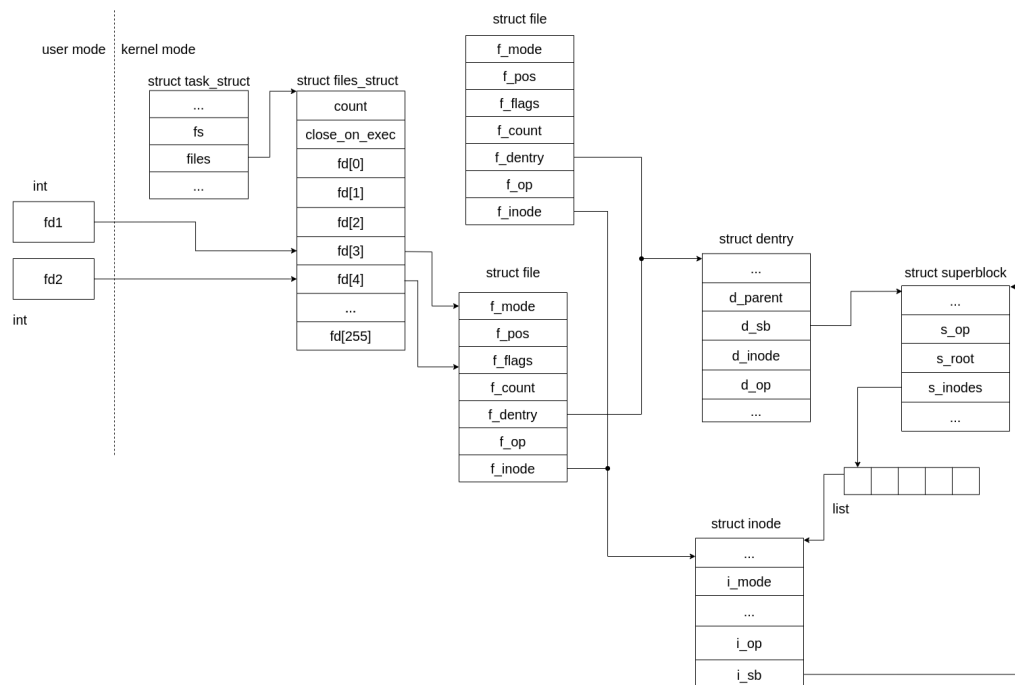 user mode
kernel mode
struct task_struct
...
fs
files
...
int
fd1
fd2
int
struct files_struct
count
close_on_exec
fd[0]
fd[1]
fd[2]
fd[3]
fd[4]
...
fd[255]
struct file
f_mode
f_pos
f_flags
f_count
f_dentry
f_op
f_inode
struct file
f_mode
f_pos
f_flags
f_count
f_dentry
f_op
f_inode
struct dentry
...
d_parent
d_sb
d_inode
d_op
...
struct superblock
...
s_op
s_root
s_inodes
...
list
struct inode
...
i_mode
...
i_op
i_sb